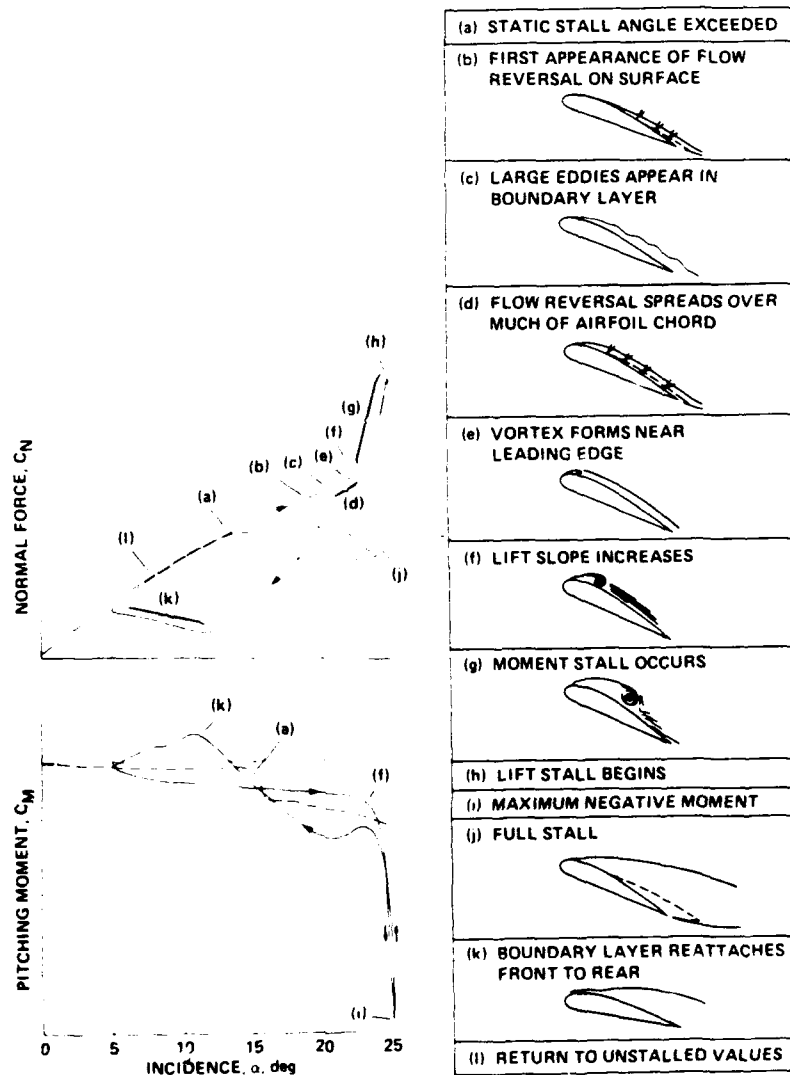 (a) STATIC STALL ANGLE EXCEEDED
(b) FIRST APPEARANCE OF FLOW
REVERSAL ON SURFACE
(c) LARGE EDDIES APPEAR IN
BOUNDARY LAYER
(d) FLOW REVERSAL SPREADS OVER
MUCH OF AIRFOIL CHORD
(e) VORTEX FORMS NEAR
LEADING EDGE
(f) LIFT SLOPE INCREASES
(g) MOMENT STALL OCCURS
(h) LIFT STALL BEGINS
(i) MAXIMUM NEGATIVE MOMENT
(j) FULL STALL
(k) BOUNDARY LAYER REATTACHES
FRONT TO REAR
(l) RETURN TO UNSTALLED VALUES
NORMAL FORCE, CN
(h)
(g)
(f)
(e)
(c)
(b)
(d)
(a)
(l)
(j)
(k)
PITCHING MOMENT, CM
(k)
(a)
(f)
(i)
0 5 10 15 20 25
INCIDENCE, α, deg